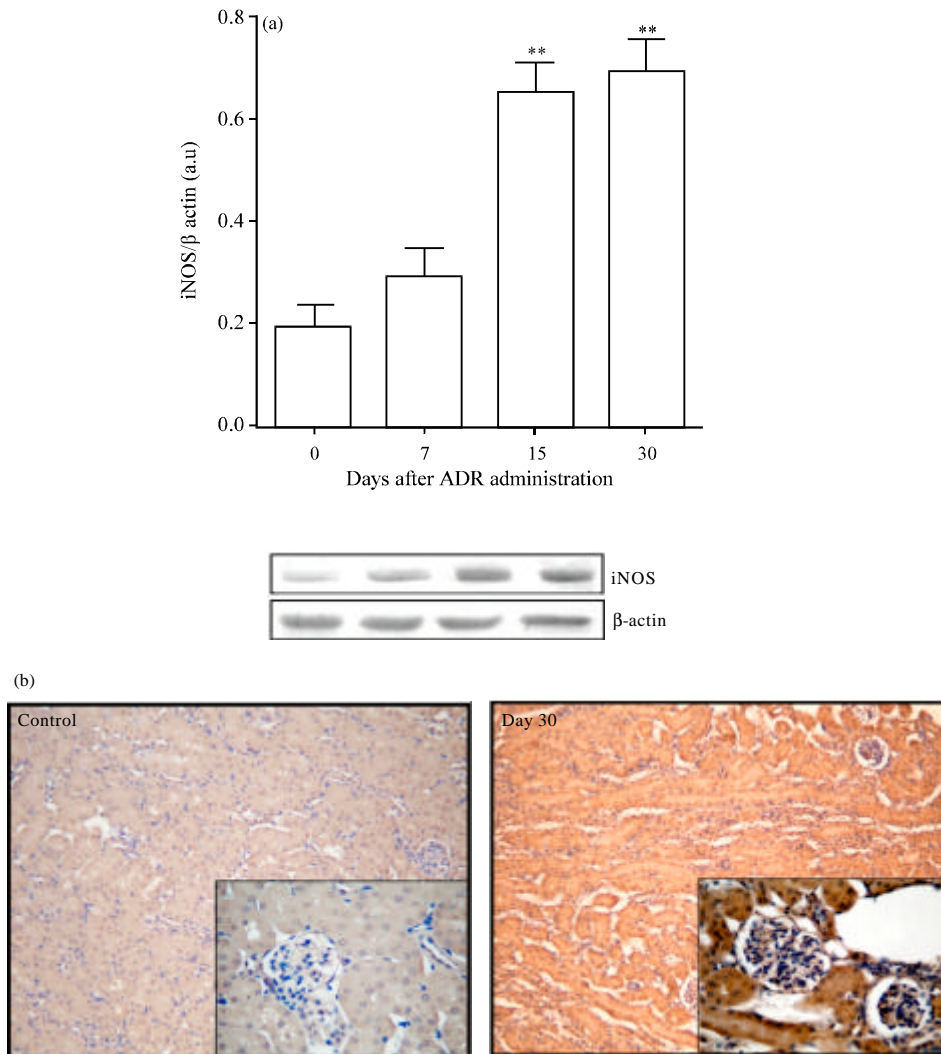 (a)
0.8
0.6
0.4
0.2
0.0
iNOS/β actin (a.u)
** **
0 7 15 30
Days after ADR administration
iNOS
β-actin
(b)
Control
Day 30